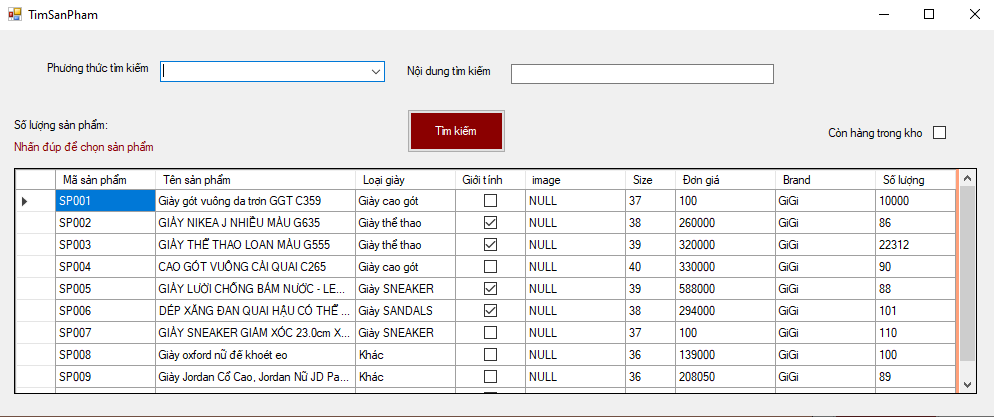 TimSanPham
Phương thức tìm kiếm
Nội dung tìm kiếm
Số lượng sản phẩm:
Nhấn đúp để chọn sản phẩm
Tìm kiếm
Còn hàng trong kho
Mã sản phẩm Tên sản phẩm Loại giày Giới tính image Size Đơn giá Brand Số lượng
SP001 Giày gót vuông da trơn GGT C359 Giày cao gót NULL 37 100 GiGi 10000
SP002 GIÀY NIKEA J NHIỀU MÀU G635 Giày thể thao NULL 38 260000 GiGi 86
SP003 GIÀY THỂ THAO LOAN MÀU G555 Giày thể thao NULL 39 320000 GiGi 22312
SP004 CAO GÓT VUÔNG CÀI QUAI C265 Giày cao gót NULL 40 330000 GiGi 90
SP005 GIÀY LƯỜI CHỐNG BÁM NƯỚC - LE... Giày SNEAKER NULL 39 588000 GiGi 88
SP006 DÉP XĂNG ĐAN QUAI HẬU CÓ THỂ ... Giày SANDALS NULL 38 294000 GiGi 101
SP007 GIÀY SNEAKER GIẢM XÓC 23.0cm X... Giày SNEAKER NULL 37 100 GiGi 110
SP008 Giày oxford nữ đế khoét eo Khác NULL 36 139000 GiGi 100
SP009 Giày Jordan Cổ Cao, Jordan Nữ JD Pa... Khác NULL 36 208050 GiGi 89